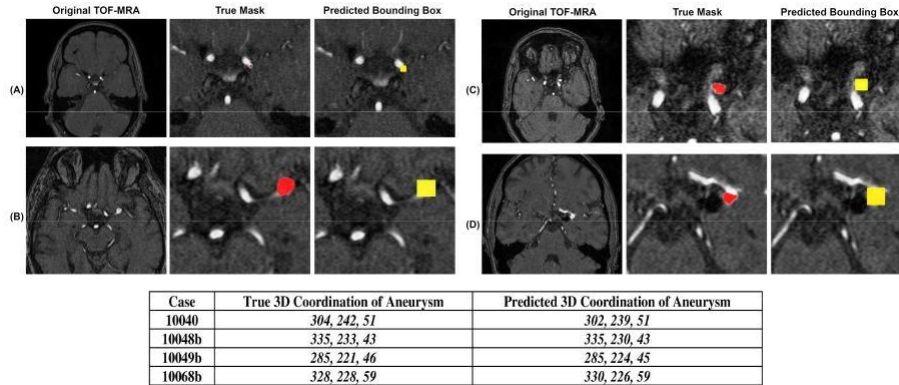 Original TOF-MRA True Mask Predicted Bounding Box
Original TOF-MRA True Mask Predicted Bounding Box
(A)
(B)
(C)
(D)
Case True 3D Coordination of Aneurysm Predicted 3D Coordination of Aneurysm
10040 304, 242, 51 302, 239, 51
10048b 335, 233, 43 335, 230, 43
10049b 285, 221, 46 285, 224, 45
10068b 328, 228, 59 330, 226, 59